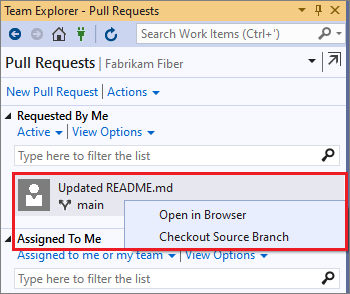 Team Explorer - Pull Requests
Search Work Items (Ctrl+')
Pull Requests | Fabrikam Fiber
New Pull Request | Actions
Requested By Me
Active | View Options
Type here to filter the list
Updated README.md
main
Open in Browser
Checkout Source Branch
Assigned To Me
Assigned to me or my team | View Options
Type here to filter the list